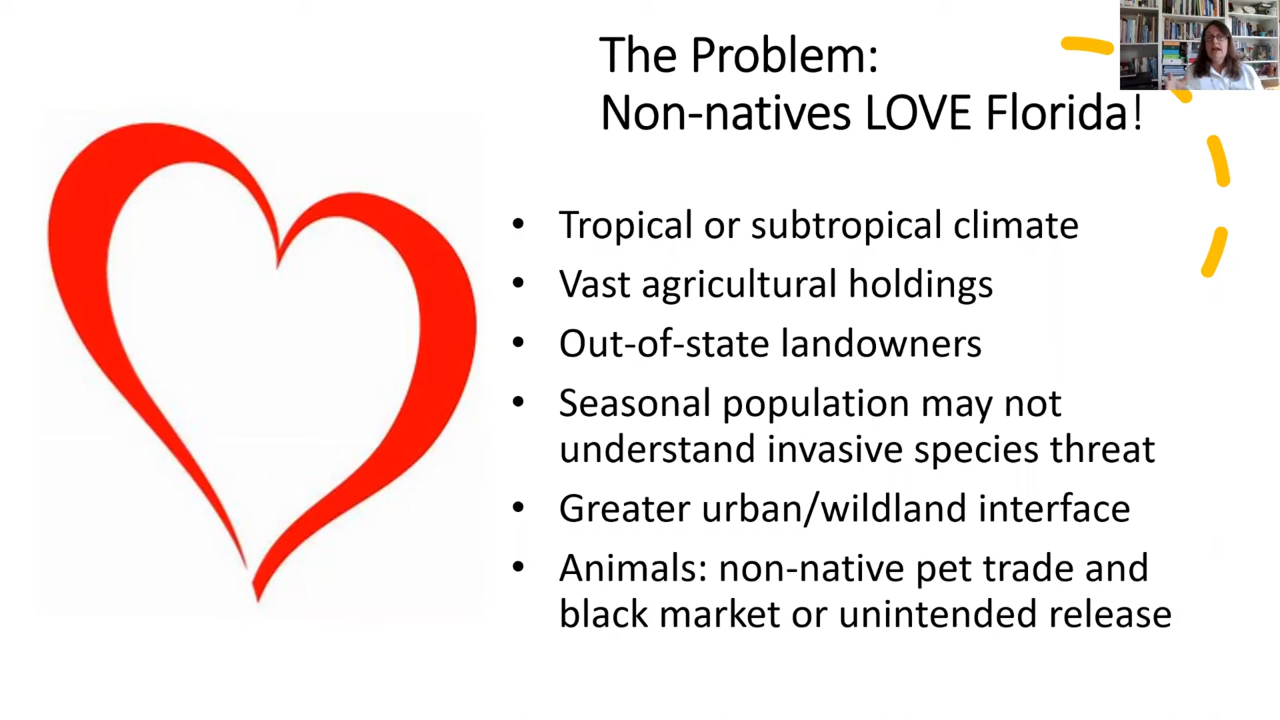 The Problem:
Non-natives LOVE Florida!
• Tropical or subtropical climate
• Vast agricultural holdings
• Out-of-state landowners
• Seasonal population may not
understand invasive species threat
• Greater urban/wildland interface
• Animals: non-native pet trade and
black market or unintended release